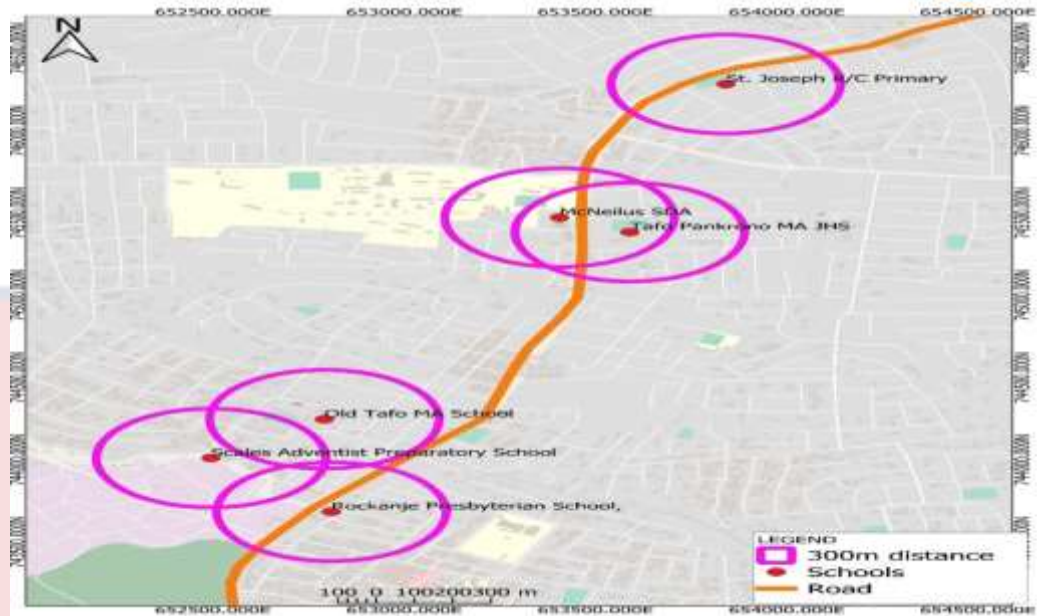 652500.000E 653000.000E 653500.000E 654000.000E 654500.000E
N
St. Joseph R/C Primary
McNeilus SDA
Tafo Pankrono MA JHS
Old Tafo MA School
Scales Adventist Preparatory School
Bockanje Presbyterian School,
LEGEND
300m distance
Schools
Road
100 0 100200300 m
652500.000E 653000.000E 653500.000E 654000.000E 654500.000E